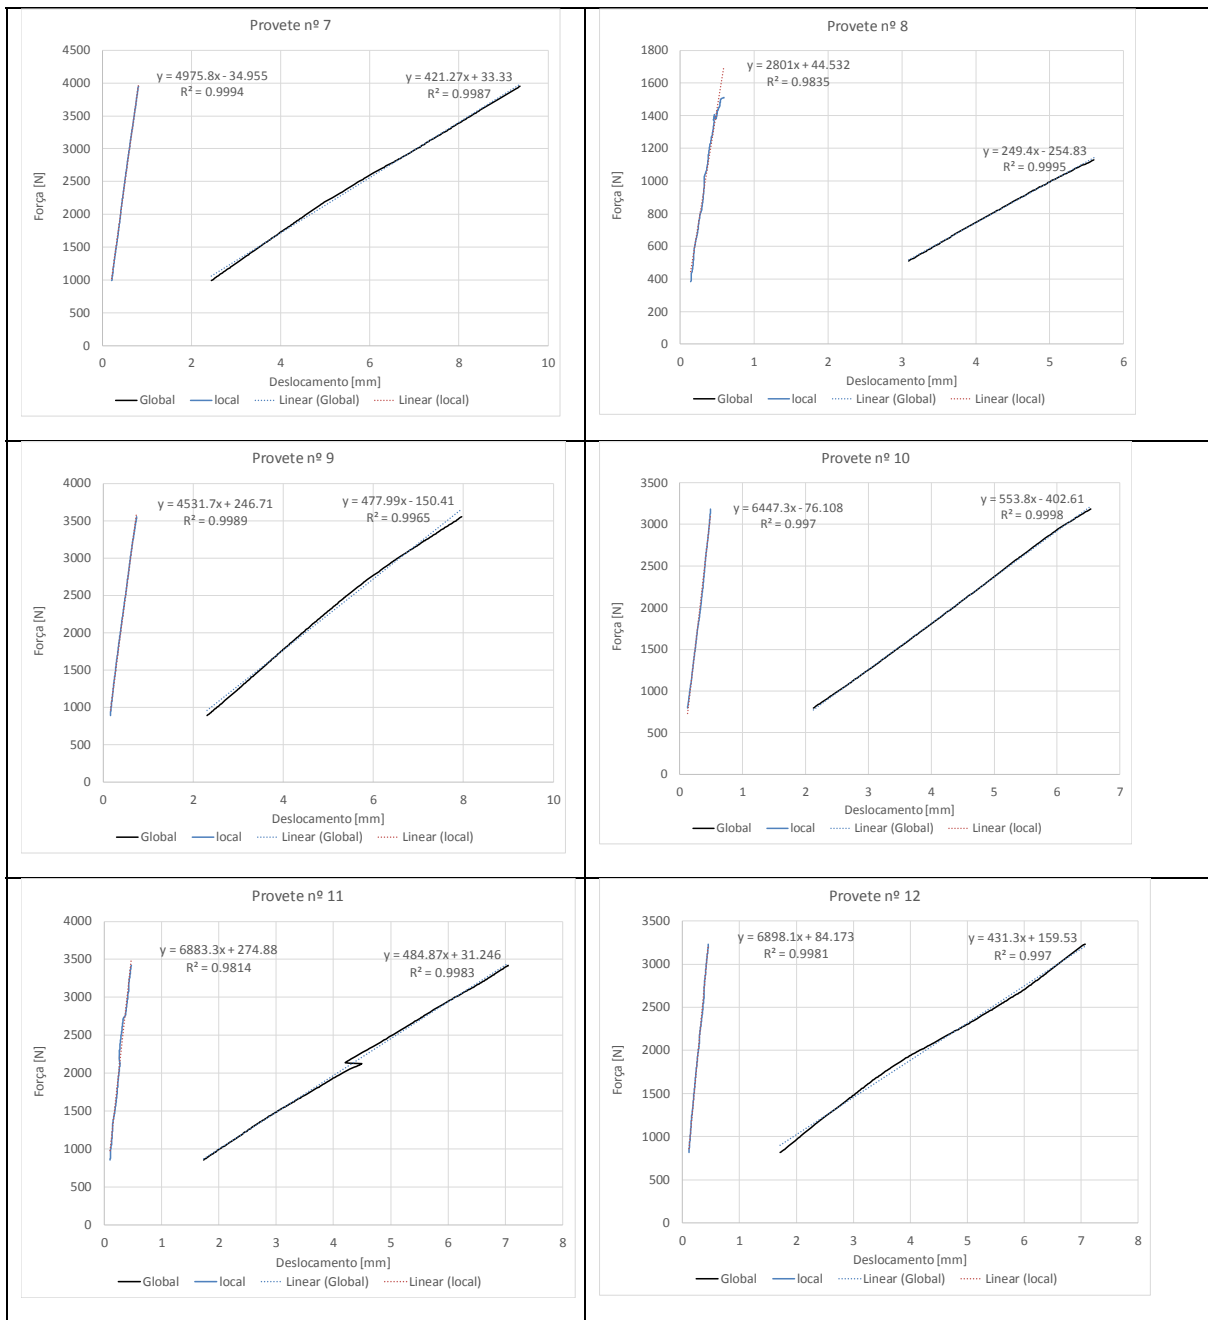 Provete nº 7
4500
4000
3500
3000
2500
2000
1500
1000
500
0
Força [N]
y = 4975.8x - 34.955
R² = 0.9994
y = 421.27x + 33.33
R² = 0.9987
0 2 4 6 8 10
Deslocamento [mm]
Global local Linear (Global) Linear (local)
Provete nº 8
1800
1600
1400
1200
1000
800
600
400
200
0
Força [N]
y = 2801x + 44.532
R² = 0.9835
y = 249.4x - 254.83
R² = 0.9995
0 1 2 3 4 5 6
Deslocamento [mm]
Global local Linear (Global) Linear (local)
Provete nº 9
4000
3500
3000
2500
2000
1500
1000
500
0
Força [N]
y = 4531.7x + 246.71
R² = 0.9989
y = 477.99x - 150.41
R² = 0.9965
0 2 4 6 8 10
Deslocamento [mm]
Global local Linear (Global) Linear (local)
Provete nº 10
3500
3000
2500
2000
1500
1000
500
0
Força [N]
y = 6447.3x - 76.108
R² = 0.997
y = 553.8x - 402.61
R² = 0.9998
0 1 2 3 4 5 6 7
Deslocamento [mm]
Global local Linear (Global) Linear (local)
Provete nº 11
4000
3500
3000
2500
2000
1500
1000
500
0
Força [N]
y = 6883.3x + 274.88
R² = 0.9814
y = 484.87x + 31.246
R² = 0.9983
0 1 2 3 4 5 6 7 8
Deslocamento [mm]
Global local Linear (Global) Linear (local)
Provete nº 12
3500
3000
2500
2000
1500
1000
500
0
Força [N]
y = 6898.1x + 84.173
R² = 0.9981
y = 431.3x + 159.53
R² = 0.997
0 1 2 3 4 5 6 7 8
Deslocamento [mm]
Global local Linear (Global) Linear (local)